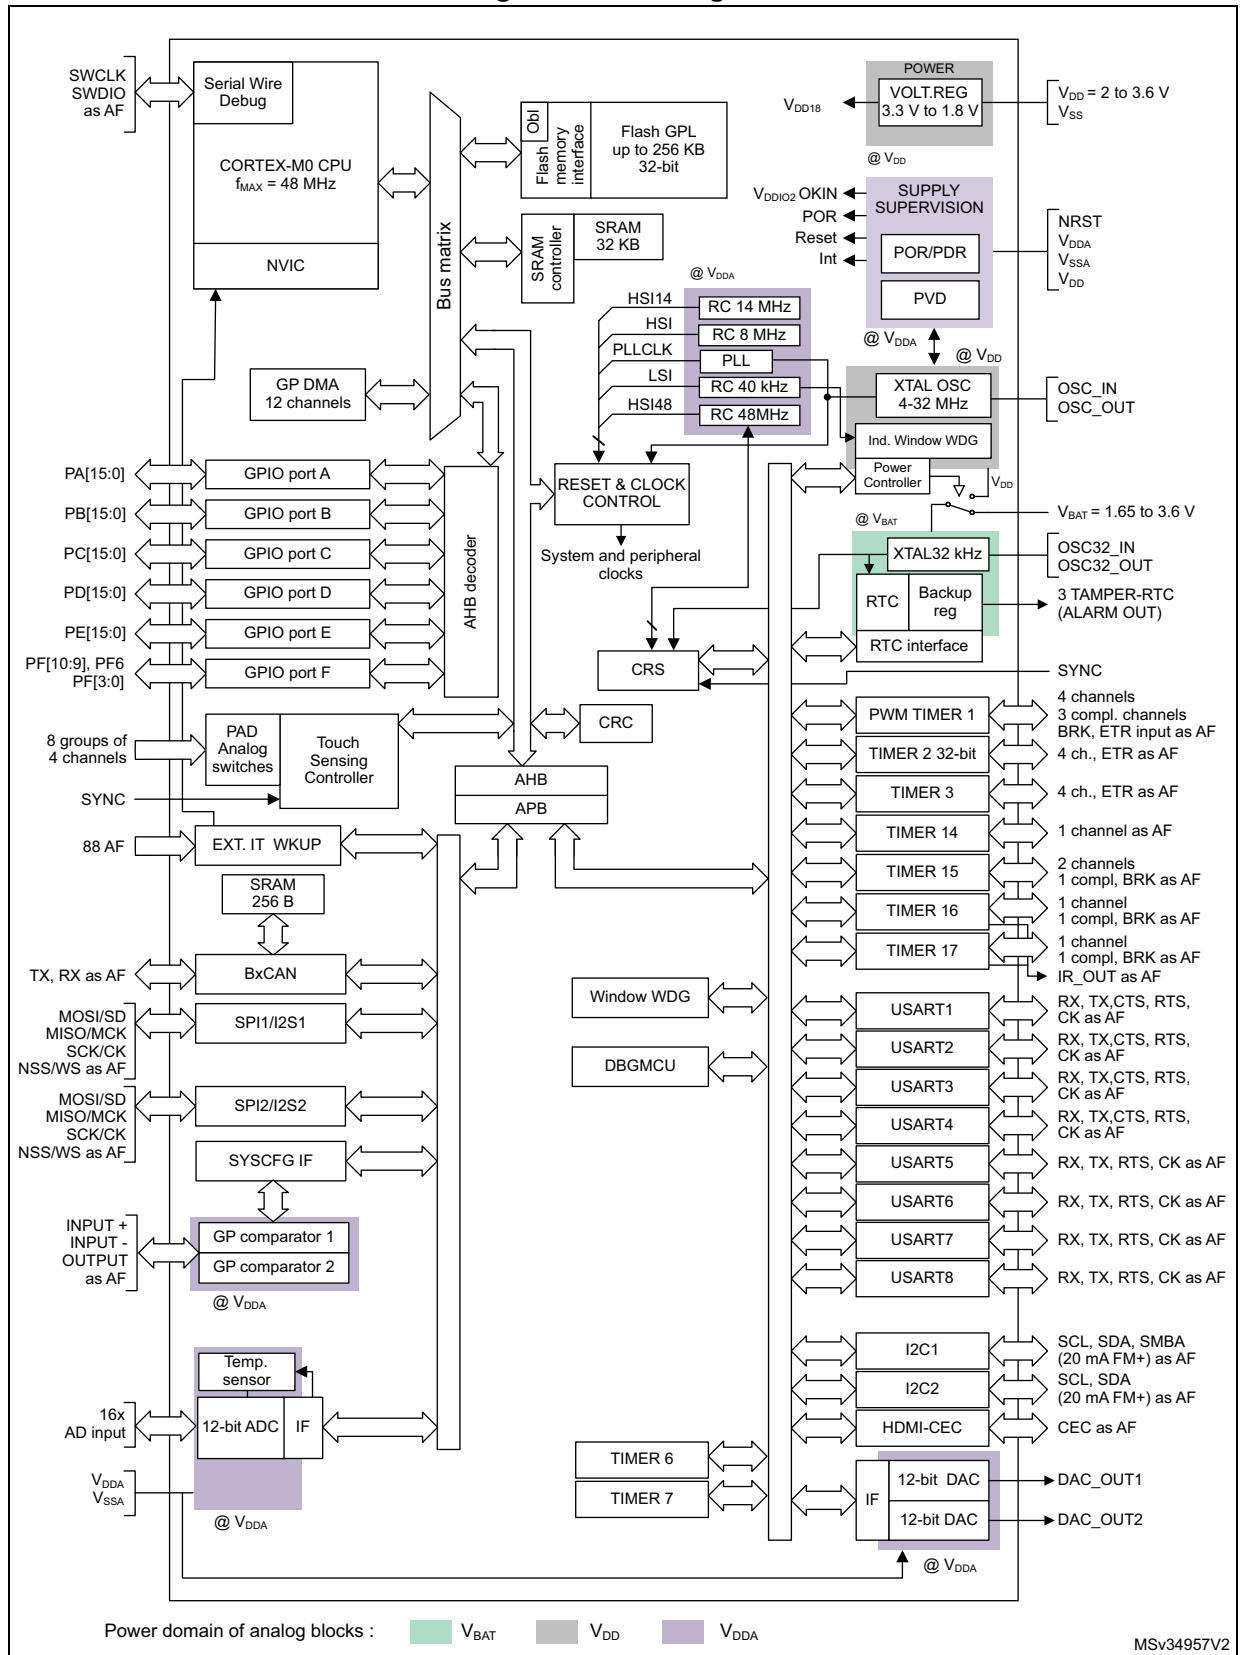 SWCLK
SWDIO
as AF
Serial Wire
Debug
CORTEX-M0 CPU
fMAX = 48 MHz
NVIC
Bus matrix
Obl
Flash
memory
interface
Flash GPL
up to 256 KB
32-bit
SRAM
controller
SRAM
32 KB
POWER
VOLT.REG
3.3 V to 1.8 V
VDD18
VDD = 2 to 3.6 V
VSS
@ VDD
VDDIO2 OKIN
POR
Reset
Int
SUPPLY
SUPERVISION
POR/PDR
PVD
NRST
VDDA
VSSA
VDD
@ VDDA
@ VDDA
@ VDD
HSI14
HSI
PLLCLK
LSI
HSI48
RC 14 MHz
RC 8 MHz
PLL
RC 40 kHz
RC 48MHz
XTAL OSC
4-32 MHz
OSC_IN
OSC_OUT
Ind. Window WDG
Power
Controller
VDD
VBAT = 1.65 to 3.6 V
@ VBAT
GP DMA
12 channels
RESET & CLOCK
CONTROL
System and peripheral
clocks
XTAL32 kHz
OSC32_IN
OSC32_OUT
RTC
Backup
reg
3 TAMPER-RTC
(ALARM OUT)
RTC interface
CRS
SYNC
PA[15:0]
GPIO port A
PB[15:0]
GPIO port B
PC[15:0]
GPIO port C
PD[15:0]
GPIO port D
PE[15:0]
GPIO port E
PF[10:9], PF6
PF[3:0]
GPIO port F
AHB decoder
8 groups of
4 channels
PAD
Analog
switches
Touch
Sensing
Controller
SYNC
CRC
AHB
APB
88 AF
EXT. IT WKUP
SRAM
256 B
TX, RX as AF
BxCAN
MOSI/SD
MISO/MCK
SCK/CK
NSS/WS as AF
SPI1/I2S1
MOSI/SD
MISO/MCK
SCK/CK
NSS/WS as AF
SPI2/I2S2
SYSCFG IF
INPUT +
INPUT -
OUTPUT
as AF
GP comparator 1
GP comparator 2
@ VDDA
Temp.
sensor
16x
AD input
12-bit ADC
IF
VDDA
VSSA
@ VDDA
Window WDG
DBGMCU
TIMER 6
TIMER 7
PWM TIMER 1
4 channels
3 compl. channels
BRK, ETR input as AF
TIMER 2 32-bit
4 ch., ETR as AF
TIMER 3
4 ch., ETR as AF
TIMER 14
1 channel as AF
TIMER 15
2 channels
1 compl, BRK as AF
TIMER 16
1 channel
1 compl, BRK as AF
TIMER 17
1 channel
1 compl, BRK as AF
IR_OUT as AF
USART1
RX, TX,CTS, RTS,
CK as AF
USART2
RX, TX,CTS, RTS,
CK as AF
USART3
RX, TX,CTS, RTS,
CK as AF
USART4
RX, TX,CTS, RTS,
CK as AF
USART5
RX, TX, RTS, CK as AF
USART6
RX, TX, RTS, CK as AF
USART7
RX, TX, RTS, CK as AF
USART8
RX, TX, RTS, CK as AF
I2C1
SCL, SDA, SMBA
(20 mA FM+) as AF
I2C2
SCL, SDA
(20 mA FM+) as AF
HDMI-CEC
CEC as AF
IF
12-bit DAC
DAC_OUT1
12-bit DAC
DAC_OUT2
@ VDDA
Power domain of analog blocks :
VBAT
VDD
VDDA
MSv34957V2